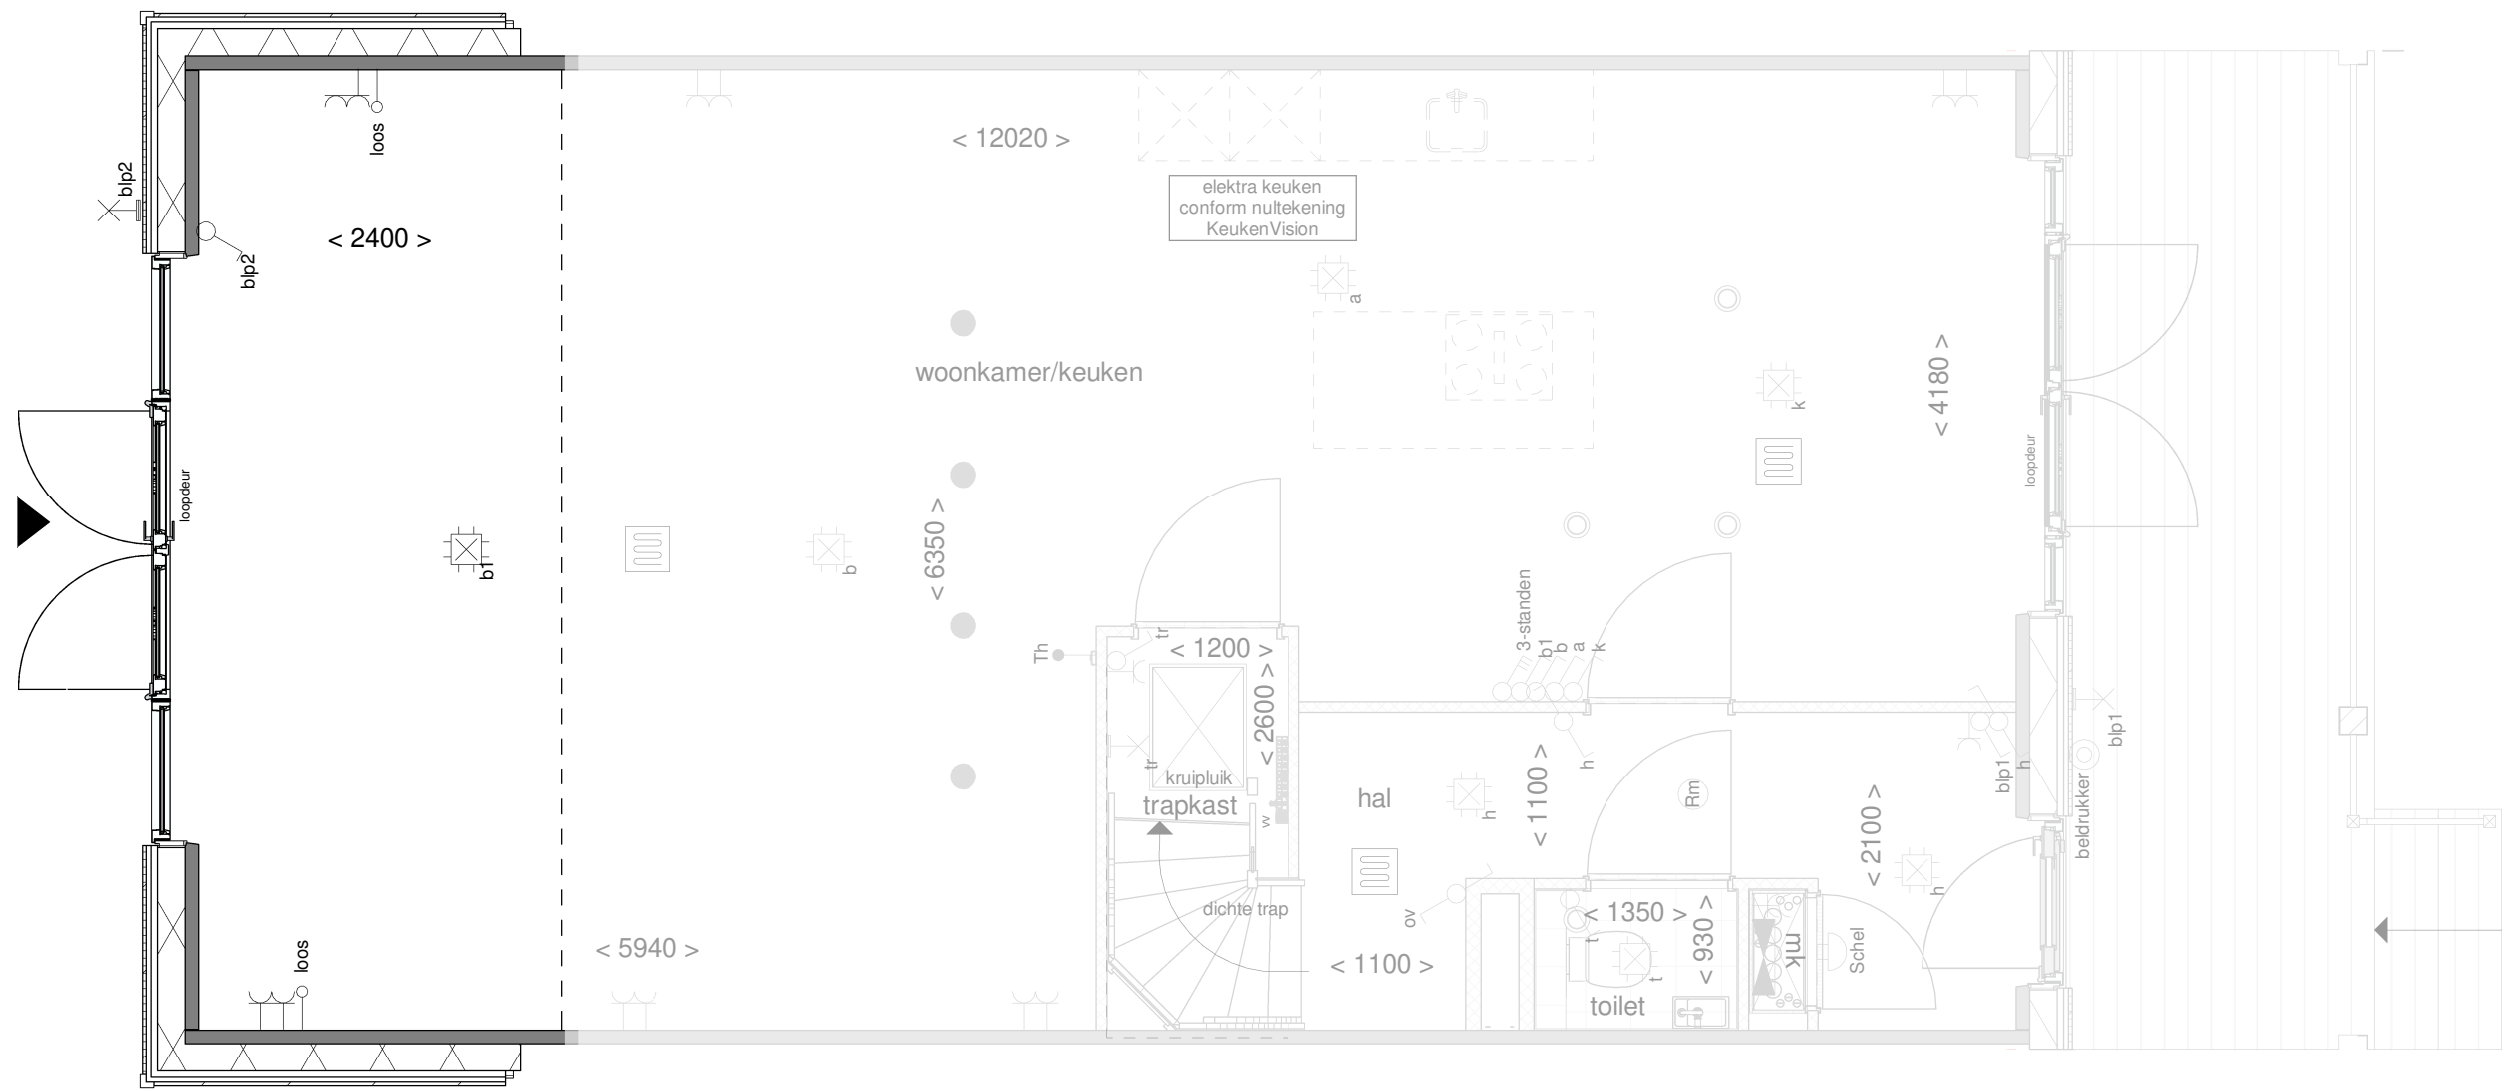 blp2
loos
< 2400 >
blp2
loopdeur
b1
loos
< 12020 >
elektra keuken
conform nultekening
KeukenVision
a
woonkamer/keuken
< 4180 >
k
loopdeur
b
< 6350 >
< 5940 >
Th
tr
< 1200 >
< 2600 >
tr
kruipluik
trapkast
vv
dichte trap
3-standen
b1
b
a
k
hal
h
< 1100 >
h
Rm
< 2100 >
h
blp1
h
blp1
beldrukker
ov
< 1100 >
< 1350 >
t
< 930 >
t
toilet
mk
Schel